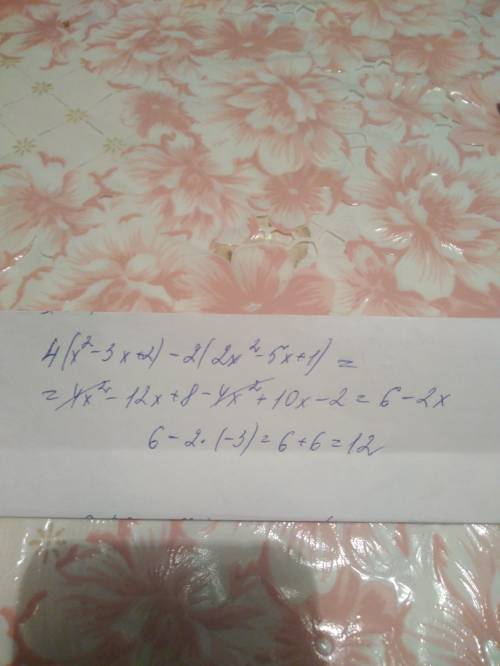 4(x²-3x+2)-2(2x²-5x+1)=
=4x²-12x+8-4x²+10x-2=6-2x
6-2·(-3)=6+6=12